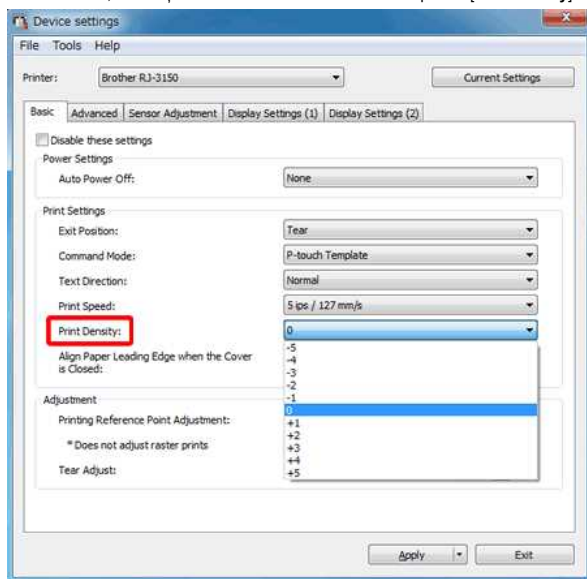 Device settings
File Tools Help
Printer: Brother RJ-3150 Current Settings
Basic Advanced Sensor Adjustment Display Settings (1) Display Settings (2)
Disable these settings
Power Settings
Auto Power Off: None
Print Settings
Exit Position: Tear
Command Mode: P-touch Template
Text Direction: Normal
Print Speed: 5 ips / 127 mm/s
Print Density: 0
-5
-4
Align Paper Leading Edge when the Cover
is Closed:
-3
-2
-1
0
+1
+2
+3
+4
+5
Adjustment
Printing Reference Point Adjustment:
* Does not adjust raster prints
Tear Adjust:
Apply Exit